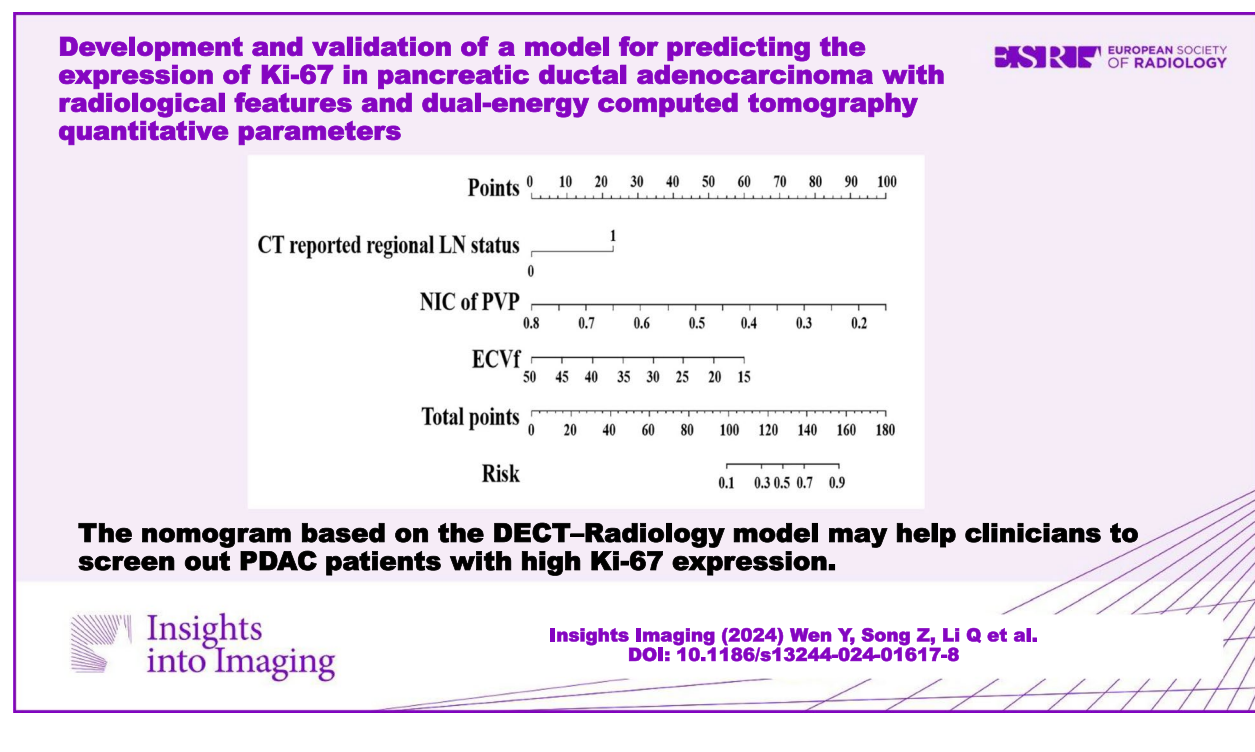 Development and validation of a model for predicting the
expression of Ki-67 in pancreatic ductal adenocarcinoma with
radiological features and dual-energy computed tomography
quantitative parameters
EUROPEAN SOCIETY
OF RADIOLOGY
Points 0 10 20 30 40 50 60 70 80 90 100
CT reported regional LN status 1
0
NIC of PVP
0.8 0.7 0.6 0.5 0.4 0.3 0.2
ECVf
50 45 40 35 30 25 20 15
Total points
0 20 40 60 80 100 120 140 160 180
Risk
0.1 0.3 0.5 0.7 0.9
The nomogram based on the DECT–Radiology model may help clinicians to
screen out PDAC patients with high Ki-67 expression.
Insights
into Imaging
Insights Imaging (2024) Wen Y, Song Z, Li Q et al.
DOI: 10.1186/s13244-024-01617-8